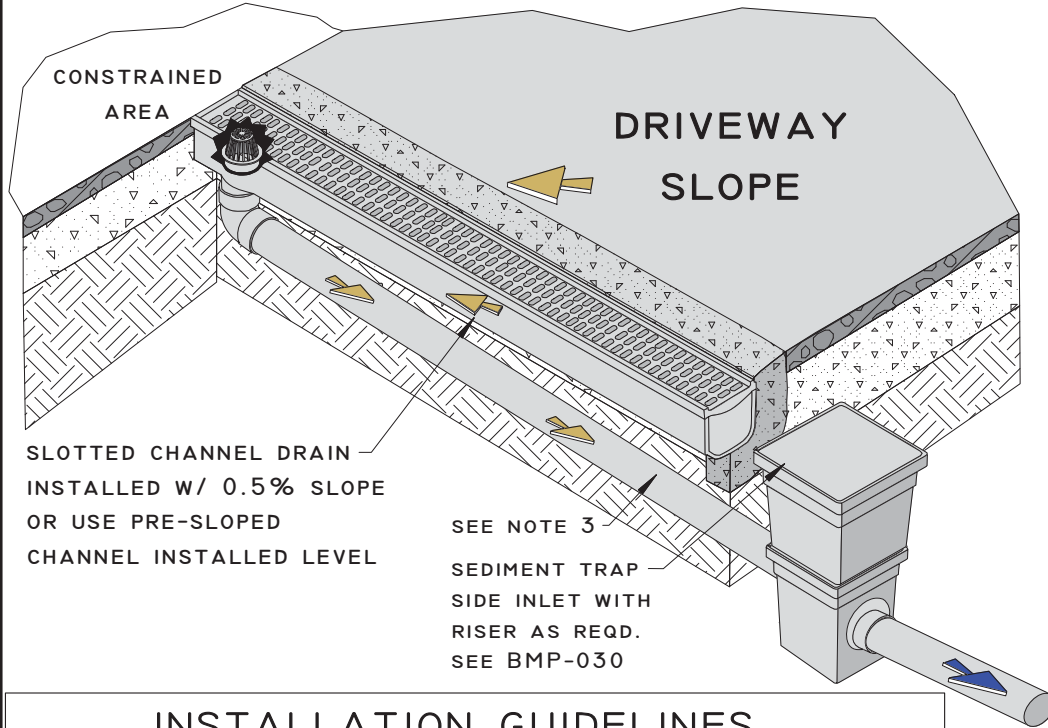 CONSTRAINED
AREA
DRIVEWAY
SLOPE
SLOTTED CHANNEL DRAIN
INSTALLED W/ 0.5% SLOPE
OR USE PRE-SLOPED
CHANNEL INSTALLED LEVEL
SEE NOTE 3
SEDIMENT TRAP
SIDE INLET WITH
RISER AS REQD.
SEE BMP-030
INSTALLATION GUIDELINES